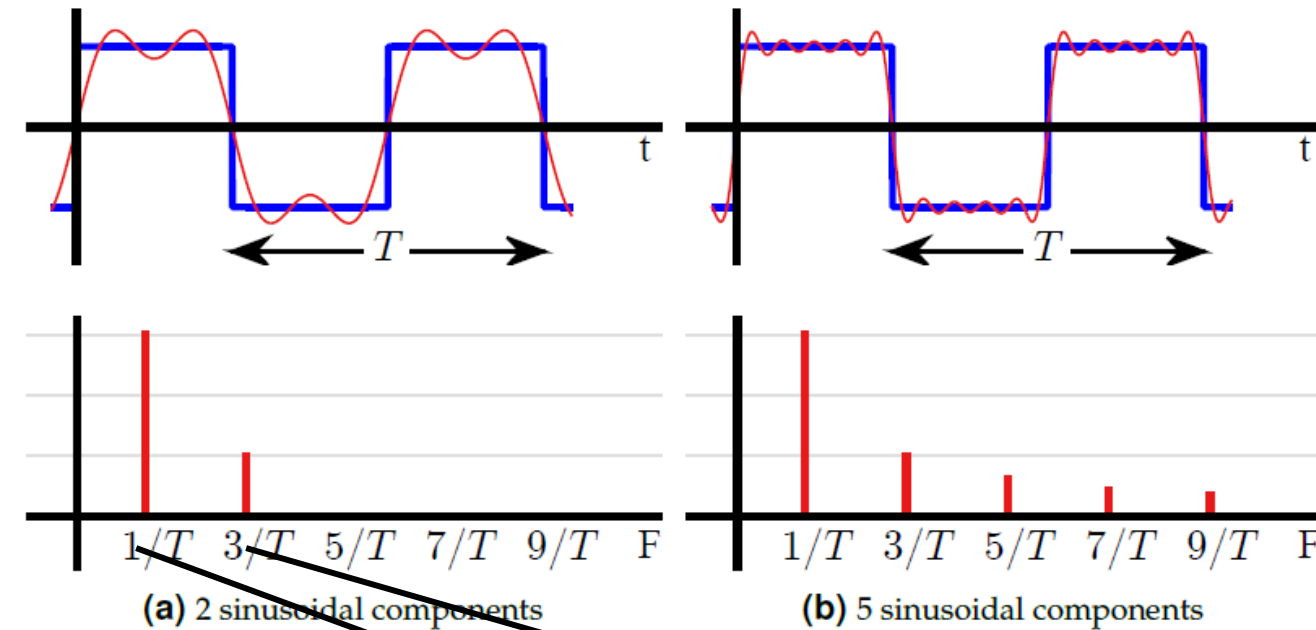 t
t
T
T
1/T 3/T 5/T 7/T 9/T F
1/T 3/T 5/T 7/T 9/T F
(a) 2 sinusoidal components
(b) 5 sinusoidal components